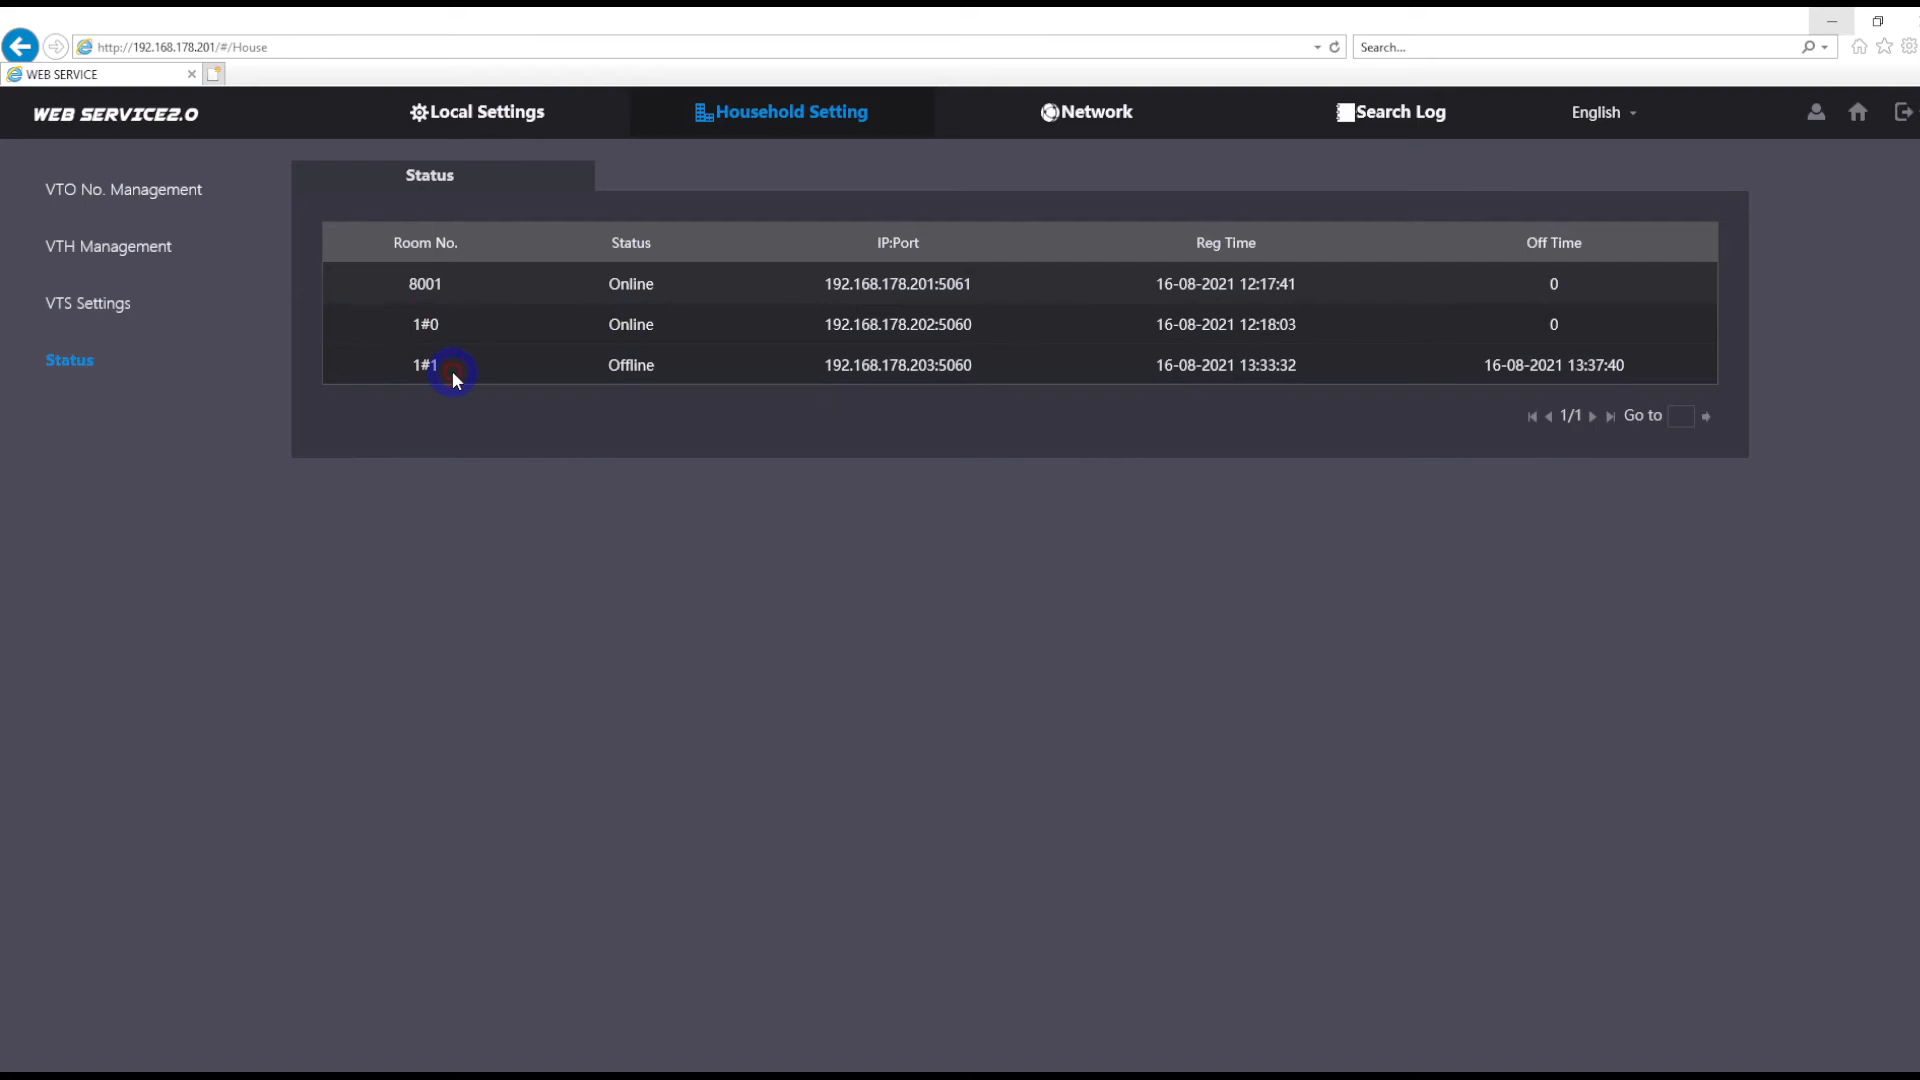 http://192.168.178.201/#/House
Search...
WEB SERVICE
WEB SERVICE2.0
Local Settings
Household Setting
Network
Search Log
English
VTO No. Management
VTH Management
VTS Settings
Status
Status
Room No. Status IP:Port Reg Time Off Time
8001 Online 192.168.178.201:5061 16-08-2021 12:17:41 0
1#0 Online 192.168.178.202:5060 16-08-2021 12:18:03 0
1#1 Offline 192.168.178.203:5060 16-08-2021 13:33:32 16-08-2021 13:37:40
1/1 Go to